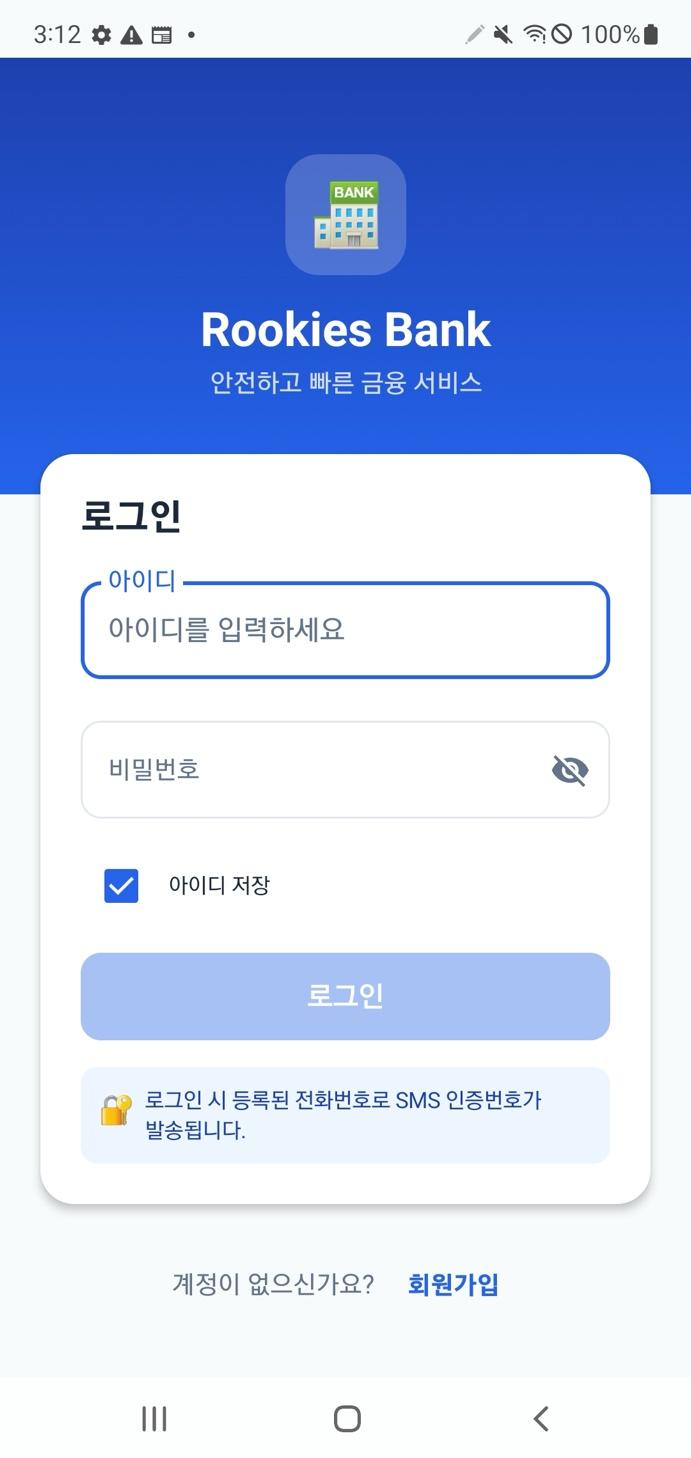 3:12
100%
BANK
Rookies Bank
안전하고 빠른 금융 서비스
로그인
아이디
아이디를 입력하세요
비밀번호
아이디 저장
로그인
로그인 시 등록된 전화번호로 SMS 인증번호가
발송됩니다.
계정이 없으신가요? 회원가입